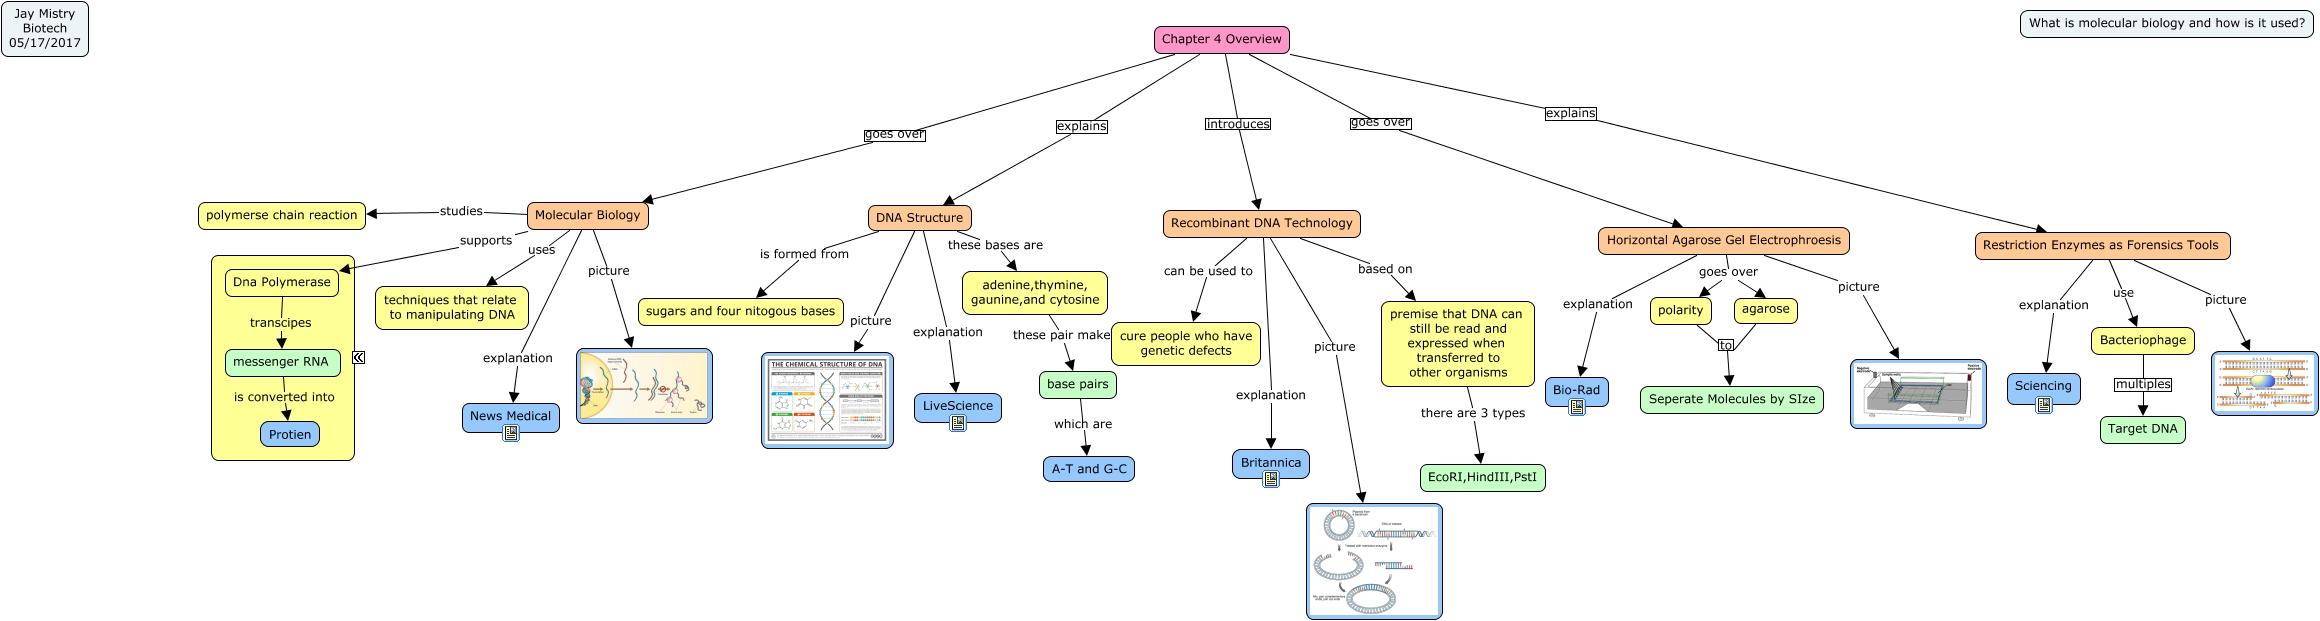 Jay Mistry
Biotech
05/17/2017
What is molecular biology and how is it used?
Chapter 4 Overview
goes over
explains
introduces
goes over
explains
Molecular Biology
studies
polymerse chain reaction
supports
Dna Polymerase
transcipes
messenger RNA
is converted into
Protien
uses
techniques that relate
to manipulating DNA
explanation
News Medical
picture
DNA Structure
is formed from
sugars and four nitogous bases
picture
THE CHEMICAL STRUCTURE OF DNA
explanation
LiveScience
these bases are
adenine,thymine,
gaunine,and cytosine
these pair make
base pairs
which are
A-T and G-C
Recombinant DNA Technology
can be used to
cure people who have
genetic defects
explanation
Britannica
picture
based on
premise that DNA can
still be read and
expressed when
transferred to
other organisms
there are 3 types
EcoRI,HindIII,PstI
Horizontal Agarose Gel Electrophroesis
explanation
Bio-Rad
goes over
polarity
agarose
to
Seperate Molecules by SIze
picture
Restriction Enzymes as Forensics Tools
explanation
Sciencing
use
Bacteriophage
multiples
Target DNA
picture